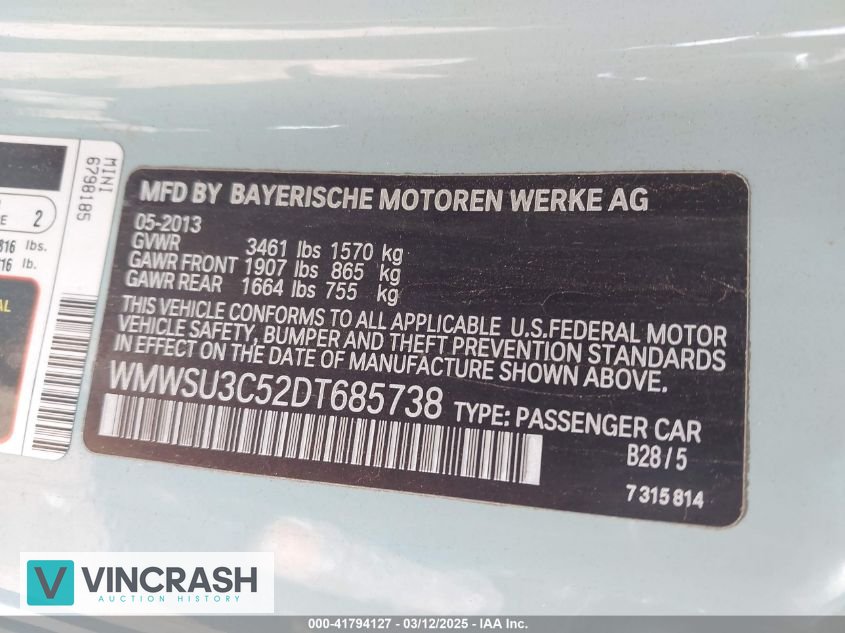 MFD BY BAYERISCHE MOTOREN WERKE AG
05-2013
GVWR 3461 lbs 1570 kg
GAWR FRONT 1907 lbs 865 kg
GAWR REAR 1664 lbs 755 kg
THIS VEHICLE CONFORMS TO ALL APPLICABLE U.S.FEDERAL MOTOR
VEHICLE SAFETY, BUMPER AND THEFT PREVENTION STANDARDS
IN EFFECT ON THE DATE OF MANUFACTURE SHOWN ABOVE.
WMWSU3C52DT685738 TYPE: PASSENGER CAR
B28 / 5
7 315 814
MINI
6798185
2
lbs.
lb.
V VINCRASH
AUCTION HISTORY
000-41794127 - 03/12/2025 - IAA Inc.